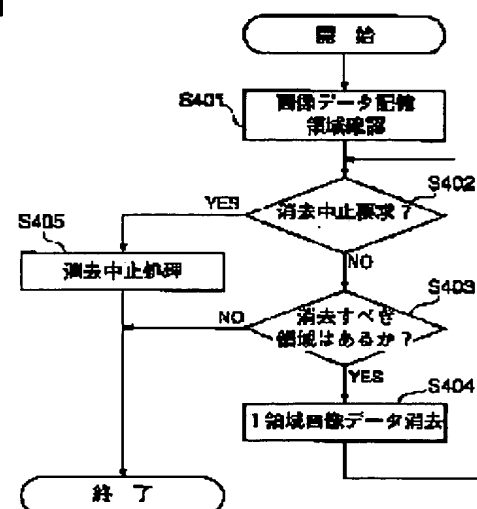 開 始
S401
画像データ記憶
領域確認
S402
消去中止要求？
YES
S405
消去中止処理
NO
S403
消去すべき
領域はあるか？
NO
YES
S404
1領域画像データ消去
終 了